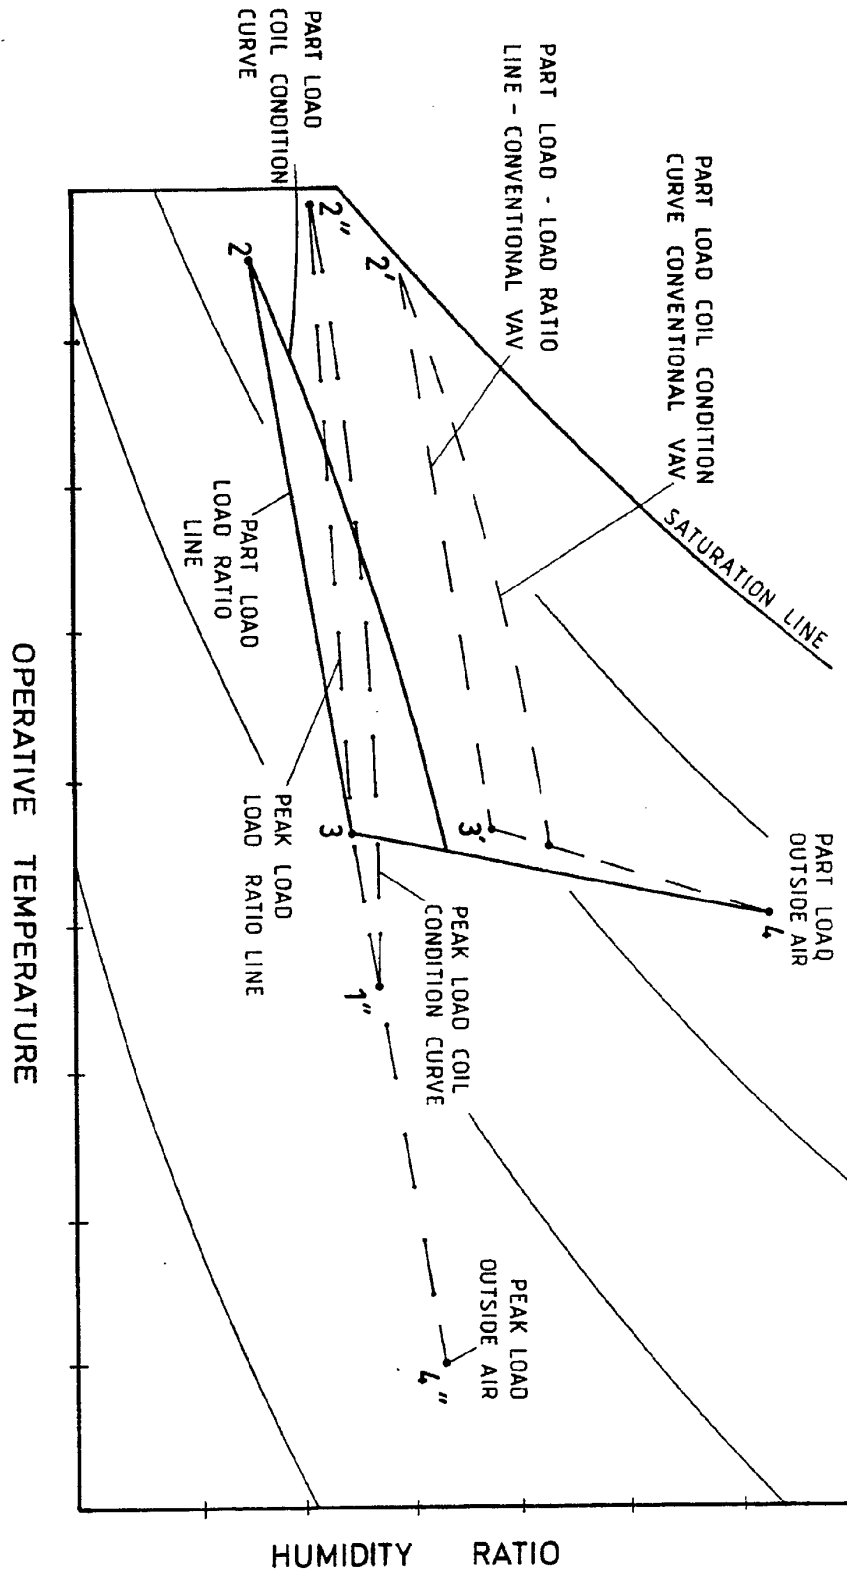 PART LOAD COIL CONDITION
CURVE CONVENTIONAL VAV
PART LOAD - LOAD RATIO
LINE - CONVENTIONAL VAV
PART LOAD
COIL CONDITION
CURVE
SATURATION LINE
PART LOAD
OUTSIDE AIR
4
2"
2'
2
3'
3
1"
4"
PART LOAD
LOAD RATIO
LINE
PEAK LOAD
LOAD RATIO LINE
PEAK LOAD COIL
CONDITION CURVE
PEAK LOAD
OUTSIDE AIR
OPERATIVE TEMPERATURE
HUMIDITY RATIO